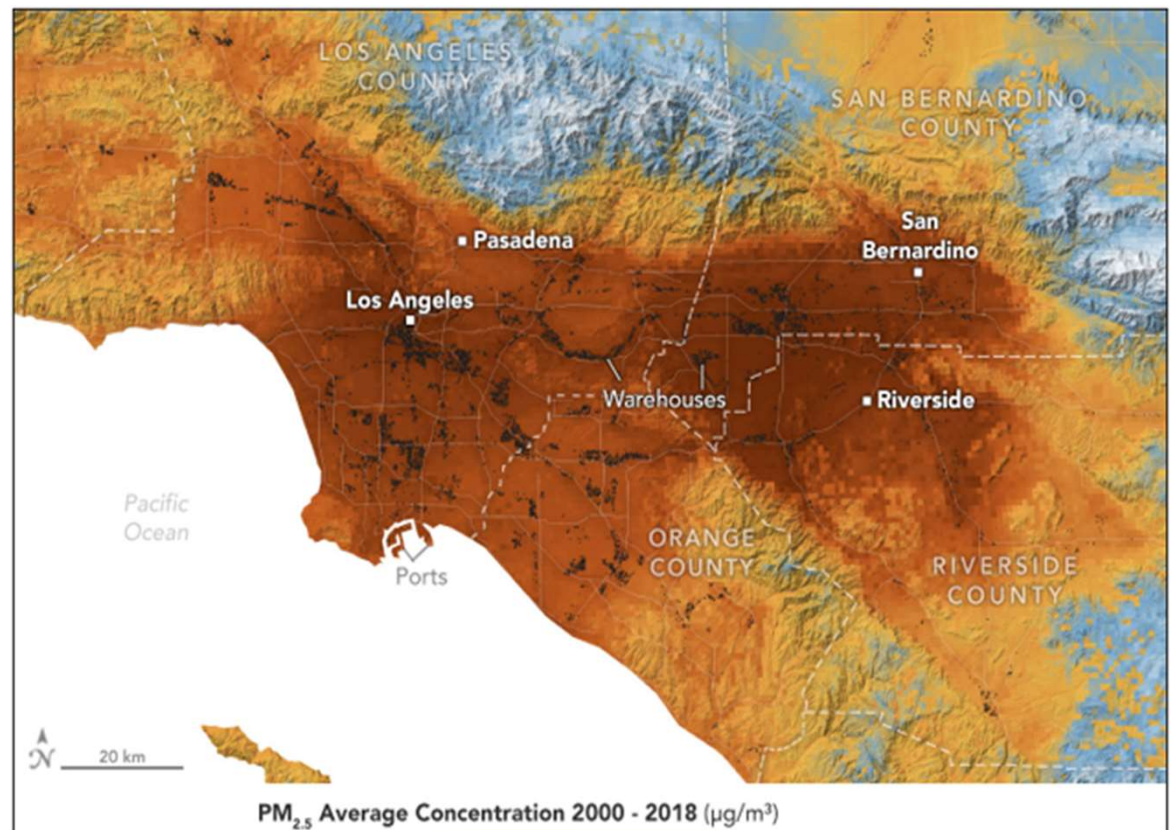 LOS ANGELES
COUNTY
SAN BERNARDINO
COUNTY
San
Bernardino
Pasadena
Los Angeles
Warehouses
Riverside
Pacific
Ocean
ORANGE
COUNTY
RIVERSIDE
COUNTY
Ports
N
20 km
PM2.5 Average Concentration 2000 - 2018 (µg/m³)